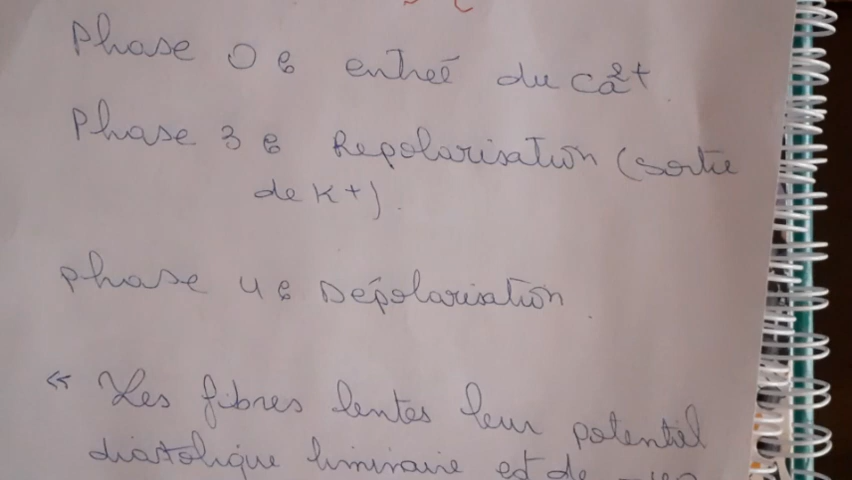 Phase 0 : entreé du Ca2+
Phase 3 : Repolarisation (sortie
de K+).
phase 4 : Dépolarisation.
« Les fibres lentes leur potentiel
diastolique liminaire est de